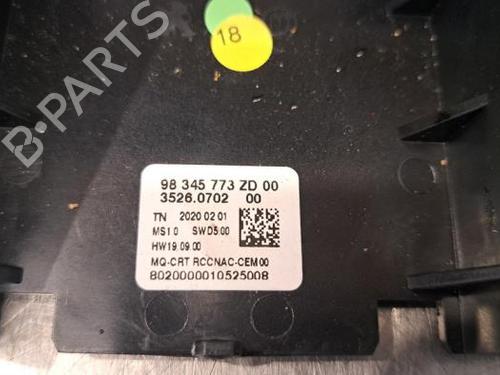 18
B-PARTS
98 345 773 ZD 00
3526.0702 00
TN 2020 02 01
MS1 0 SWD5.00
HW19 09.00
MQ-CRT RCCNAC-CEM00
8020000010525008